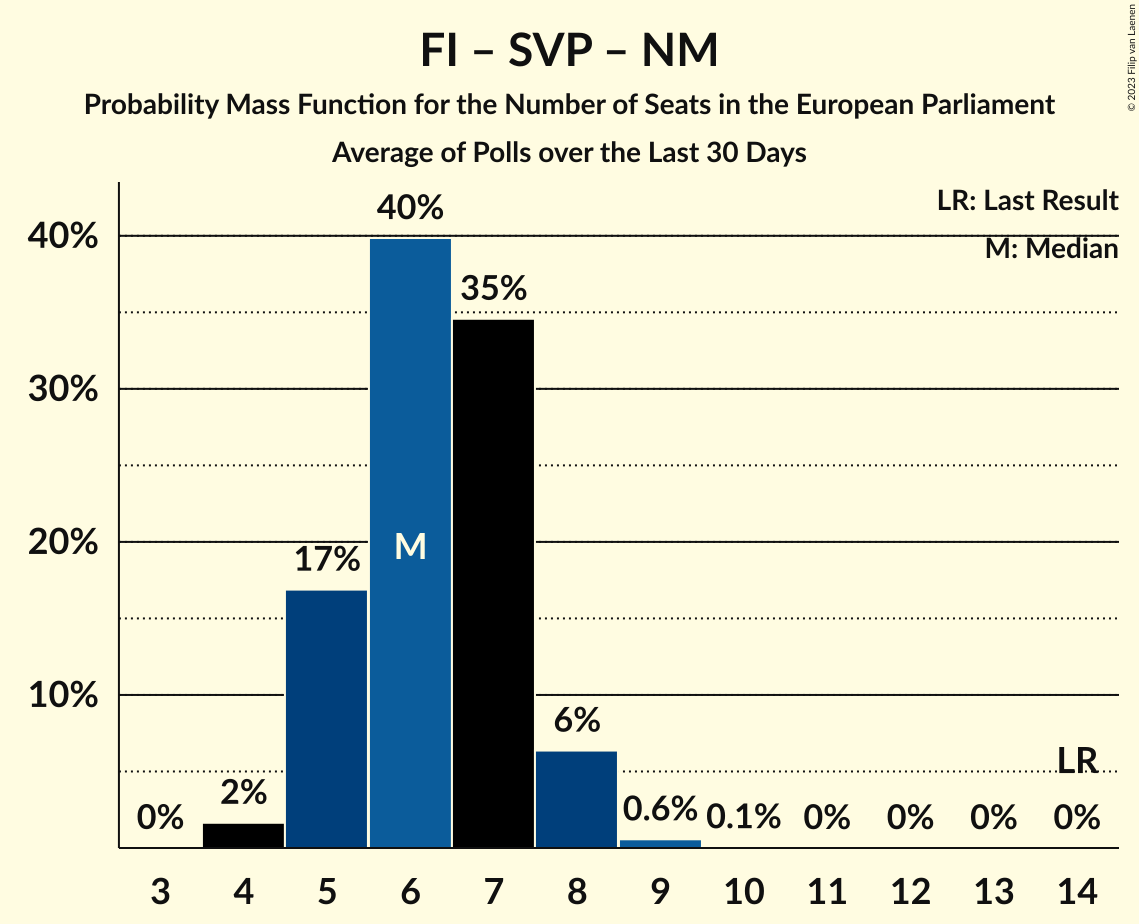 FI – SVP – NM
Probability Mass Function for the Number of Seats in the European Parliament
Average of Polls over the Last 30 Days
© 2023 Filip van Laenen
LR: Last Result
M: Median
40%
30%
20%
10%
0%
2%
17%
40%
M
35%
6%
0.6%
0.1%
0%
0%
0%
LR
0%
3 4 5 6 7 8 9 10 11 12 13 14